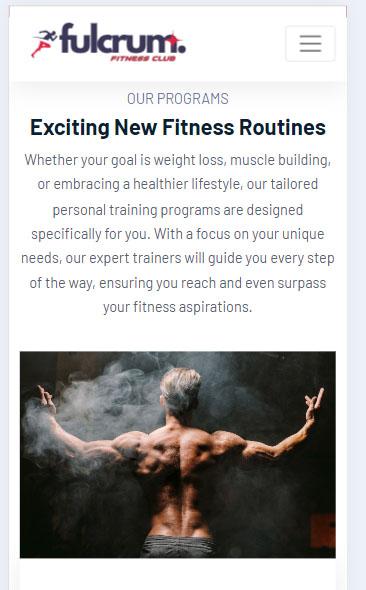 fulcrum.
FITNESS CLUB
OUR PROGRAMS
Exciting New Fitness Routines
Whether your goal is weight loss, muscle building,
or embracing a healthier lifestyle, our tailored
personal training programs are designed
specifically for you. With a focus on your unique
needs, our expert trainers will guide you every step
of the way, ensuring you reach and even surpass
your fitness aspirations.